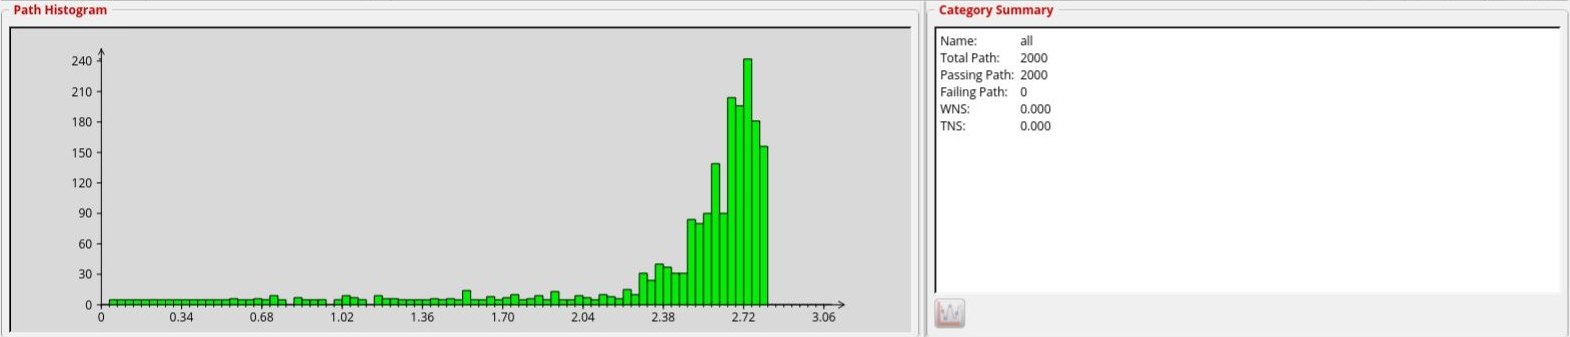 Path Histogram
240
210
180
150
120
90
60
30
0
0 0.34 0.68 1.02 1.36 1.70 2.04 2.38 2.72 3.06
Category Summary
Name: all
Total Path: 2000
Passing Path: 2000
Failing Path: 0
WNS: 0.000
TNS: 0.000